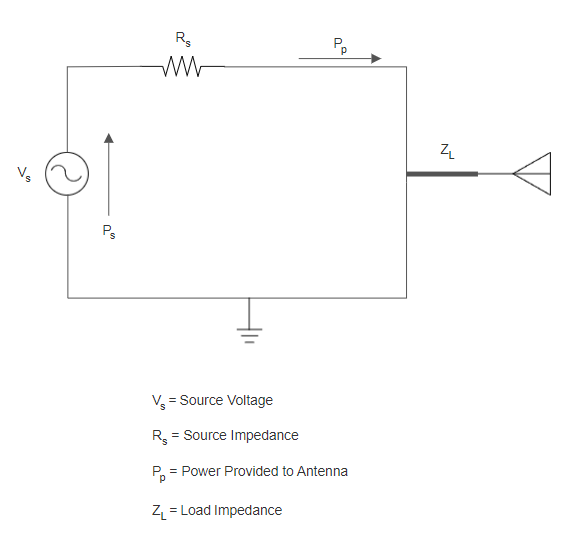 Rs
Pp
ZL
Vs
Ps
Vs = Source Voltage
Rs = Source Impedance
Pp = Power Provided to Antenna
ZL = Load Impedance